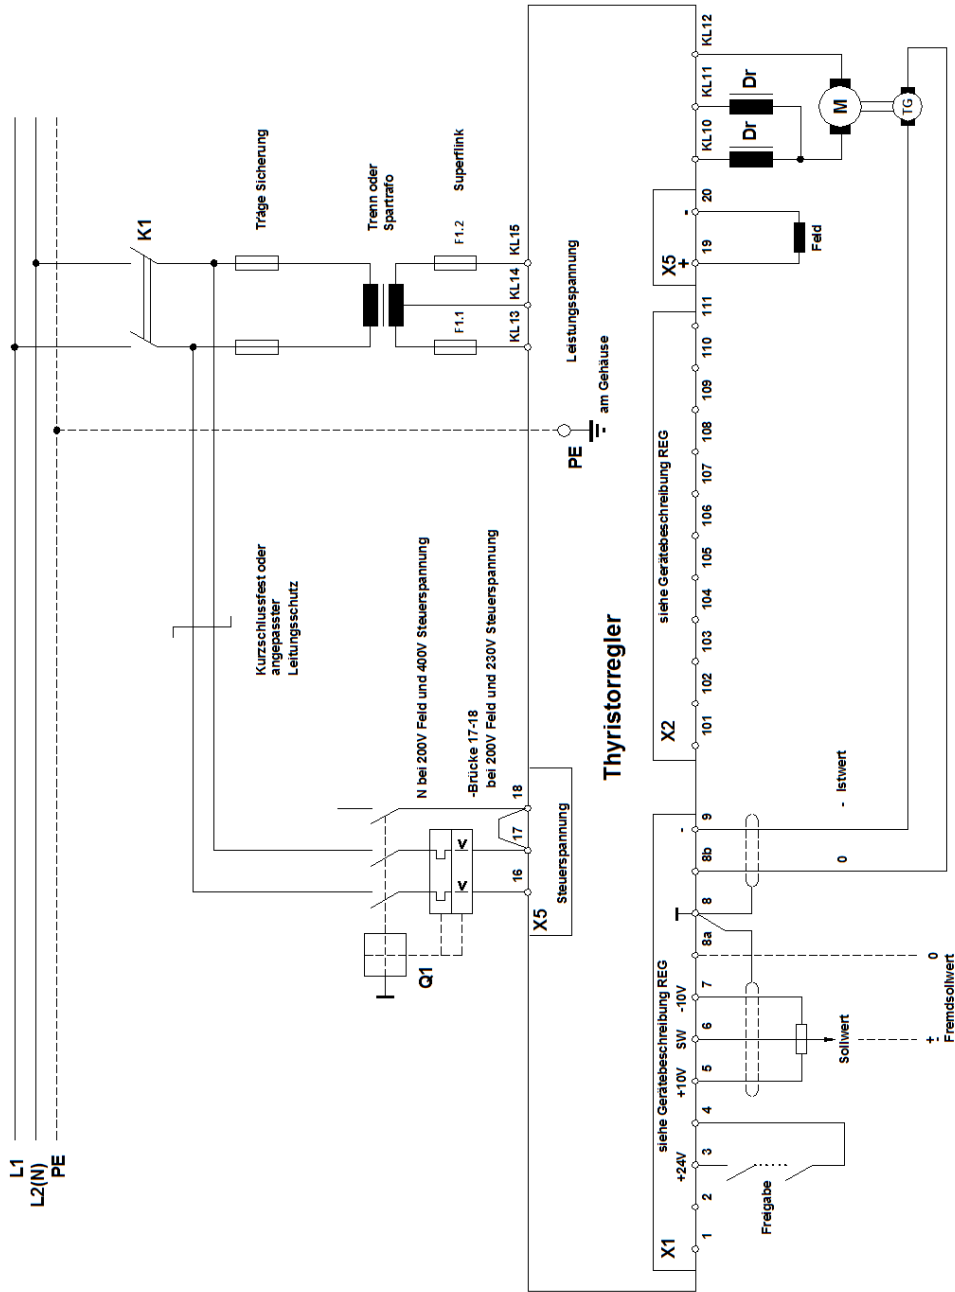 L1
L2(N)
PE
K1
Träge Sicherung
Trenn oder
Spartrafo
F1.1
F1.2
Superflink
KL13
KL14
KL15
Leistungsspannung
PE
am Gehäuse
Kurzschlussfest oder
angepasster
Leitungsschutz
Q1
N bei 200V Feld und 400V Steuerspannung
-Brücke 17-18
bei 200V Feld und 230V Steuerspannung
16
17
18
X5
Steuerspannung
Thyristorregler
X1
siehe Gerätebeschreibung REG
+24V
+10V
SW
-10V
-
1
2
3
4
5
6
7
8a
8
8b
9
X2
siehe Gerätebeschreibung REG
101
102
103
104
105
106
107
108
109
110
111
X5
+
-
19
20
KL10
KL11
KL12
Freigabe
Sollwert
0
± Fremdsollwert
0
- Istwert
Feld
Dr
Dr
M
TG